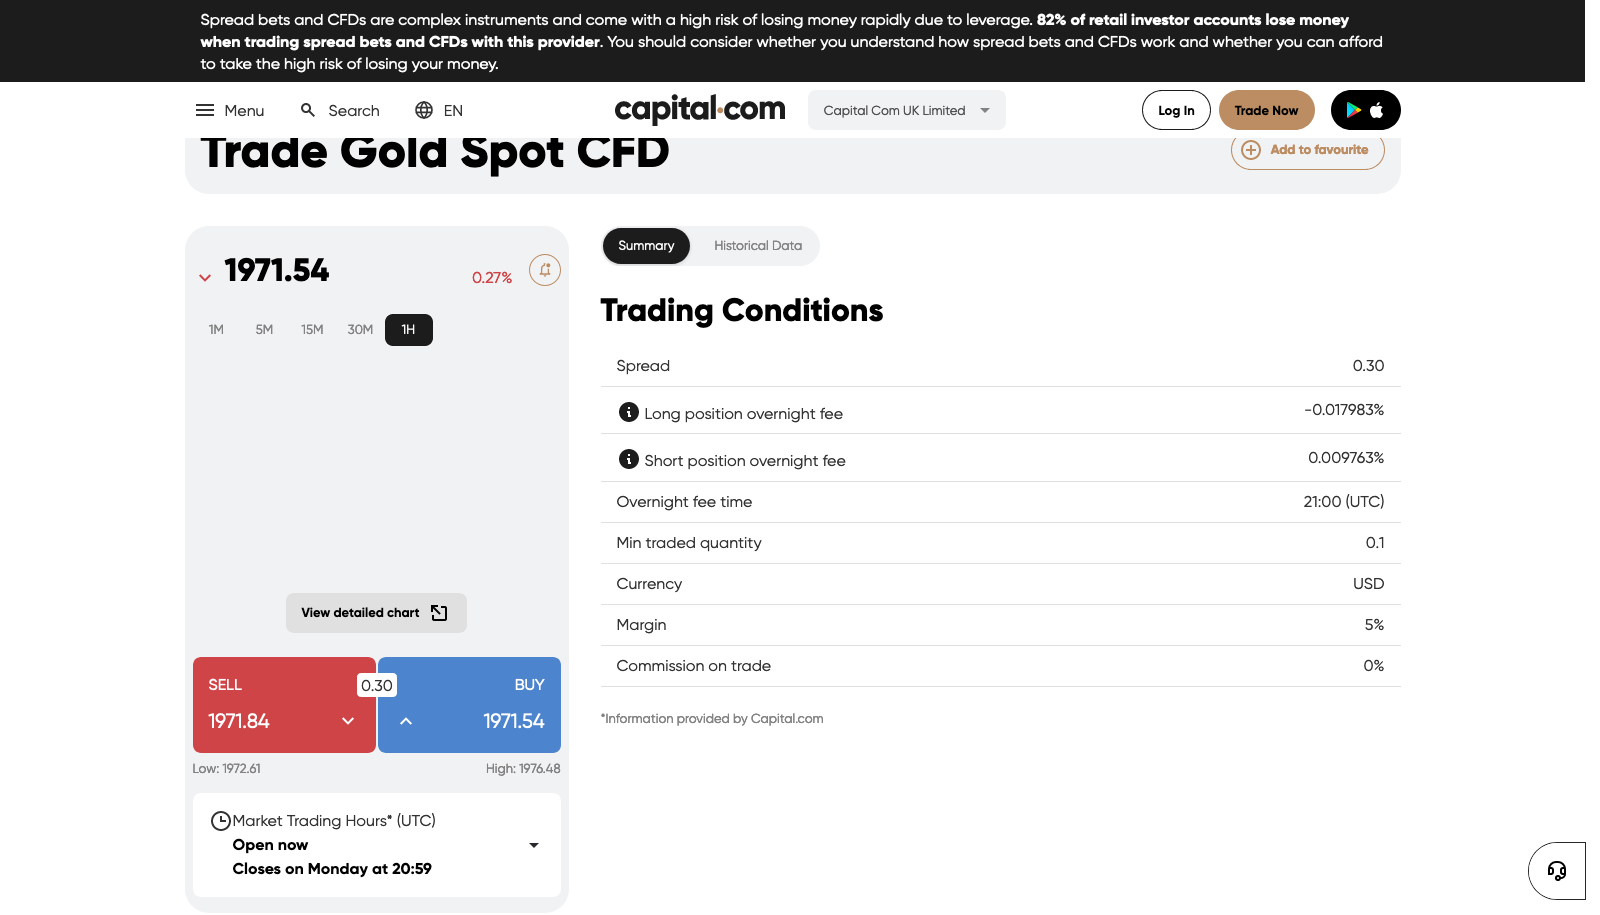 Spread bets and CFDs are complex instruments and come with a high risk of losing money rapidly due to leverage. 82% of retail investor accounts lose money
when trading spread bets and CFDs with this provider. You should consider whether you understand how spread bets and CFDs work and whether you can afford
to take the high risk of losing your money.
Menu
Search
EN
capital.com
Capital Com UK Limited
Log In
Trade Now
Trade Gold Spot CFD
Add to favourite
1971.54
0.27%
1M
5M
15M
30M
1H
View detailed chart
SELL
0.30
BUY
1971.84
1971.54
Low: 1972.61
High: 1976.48
Market Trading Hours* (UTC)
Open now
Closes on Monday at 20:59
Summary
Historical Data
Trading Conditions
Spread 0.30
Long position overnight fee -0.017983%
Short position overnight fee 0.009763%
Overnight fee time 21:00 (UTC)
Min traded quantity 0.1
Currency USD
Margin 5%
Commission on trade 0%
*Information provided by Capital.com